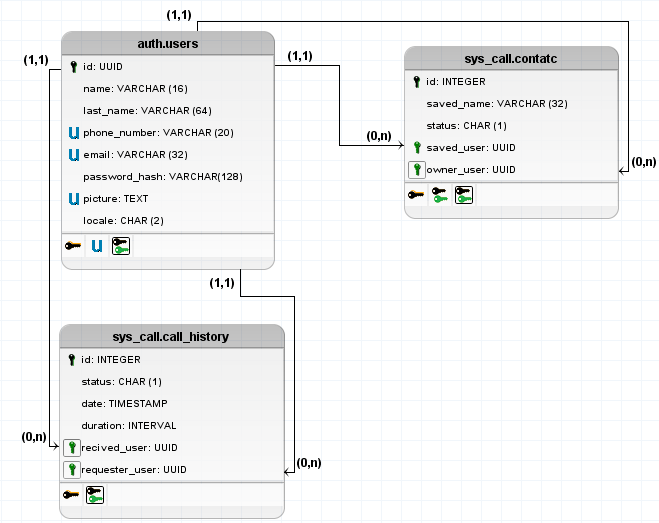 (1,1)
auth.users
(1,1)
(1,1)
id: UUID
name: VARCHAR (16)
last_name: VARCHAR (64)
U phone_number: VARCHAR (20)
U email: VARCHAR (32)
password_hash: VARCHAR(128)
U picture: TEXT
locale: CHAR (2)
U
sys_call.contatc
id: INTEGER
saved_name: VARCHAR (32)
status: CHAR (1)
saved_user: UUID
owner_user: UUID
(0,n)
(0,n)
(1,1)
sys_call.call_history
id: INTEGER
status: CHAR (1)
date: TIMESTAMP
duration: INTERVAL
recived_user: UUID
requester_user: UUID
(0,n)
(0,n)